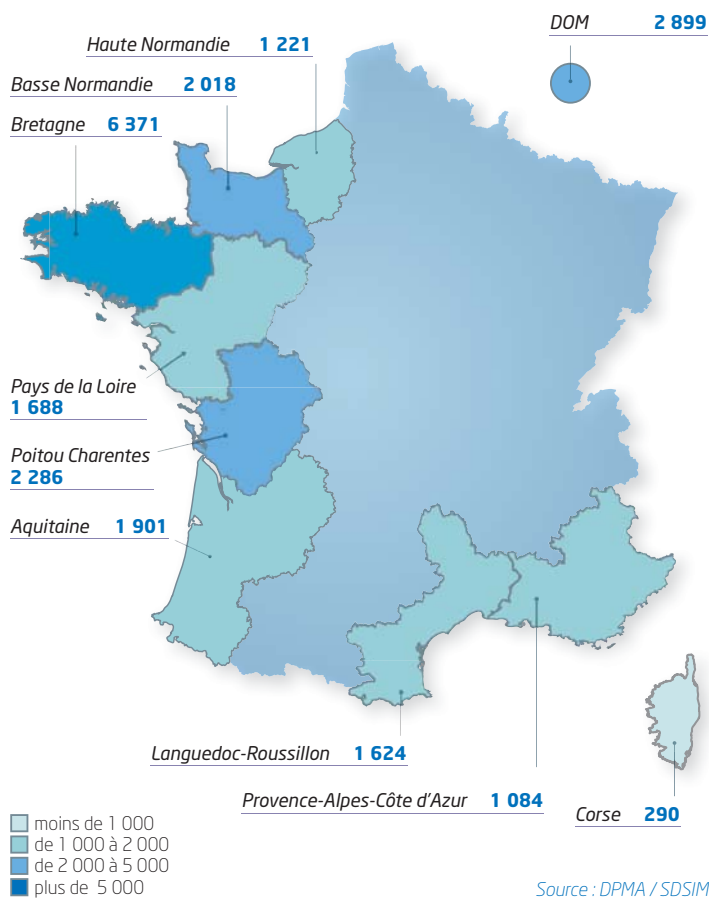 DOM 2 899
Haute Normandie 1 221
Basse Normandie 2 018
Bretagne 6 371
Pays de la Loire
1 688
Poitou Charentes
2 286
Aquitaine 1 901
Languedoc-Roussillon 1 624
Provence-Alpes-Côte d'Azur 1 084
Corse 290
moins de 1 000
de 1 000 à 2 000
de 2 000 à 5 000
plus de 5 000
Source : DPMA / SDSIM